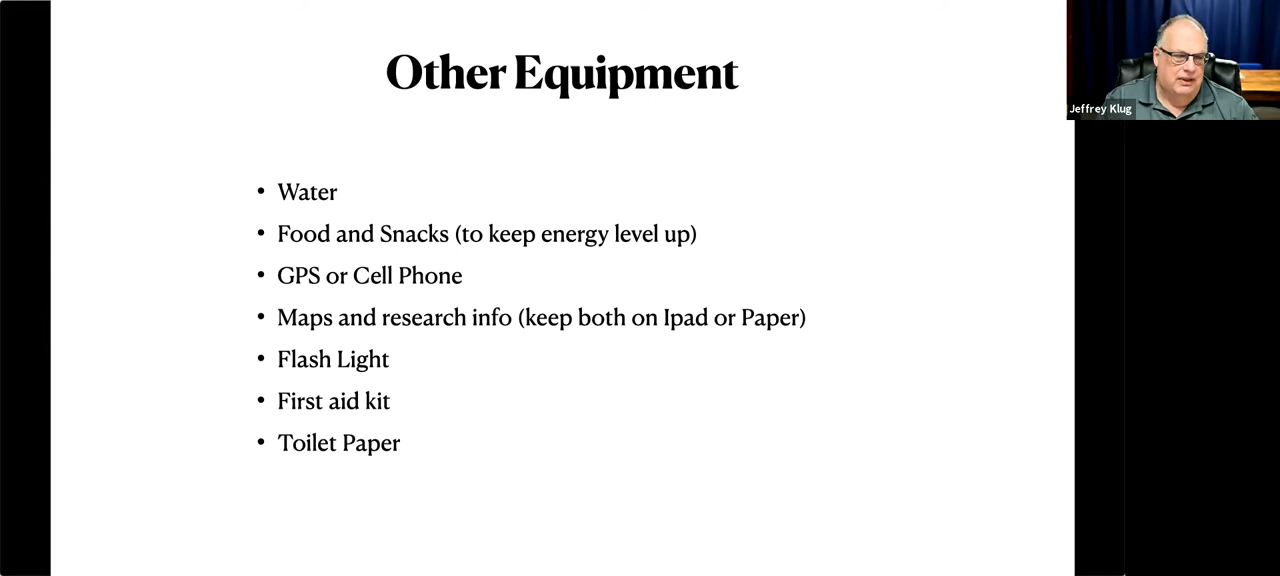 Other Equipment
Jeffrey Klug
• Water
• Food and Snacks (to keep energy level up)
• GPS or Cell Phone
• Maps and research info (keep both on Ipad or Paper)
• Flash Light
• First aid kit
• Toilet Paper